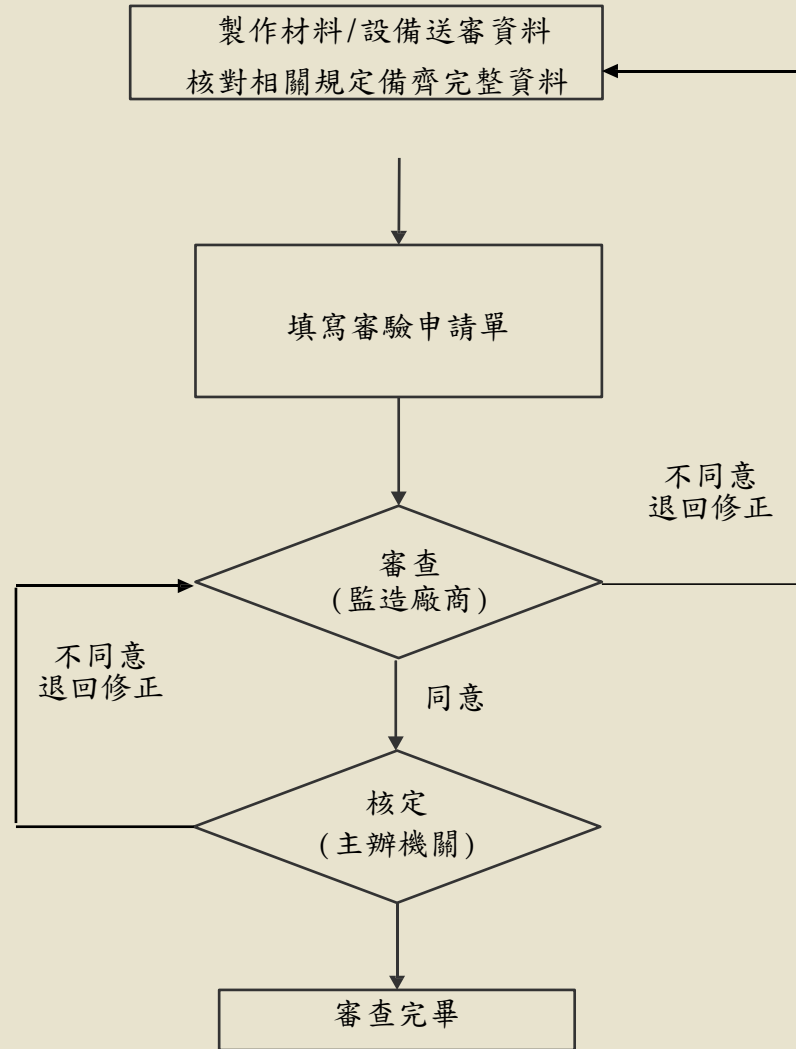 製作材料/設備送審資料
核對相關規定備齊完整資料
填寫審驗申請單
不同意
退回修正
審查
(監造廠商)
不同意
退回修正
同意
核定
(主辦機關)
審查完畢